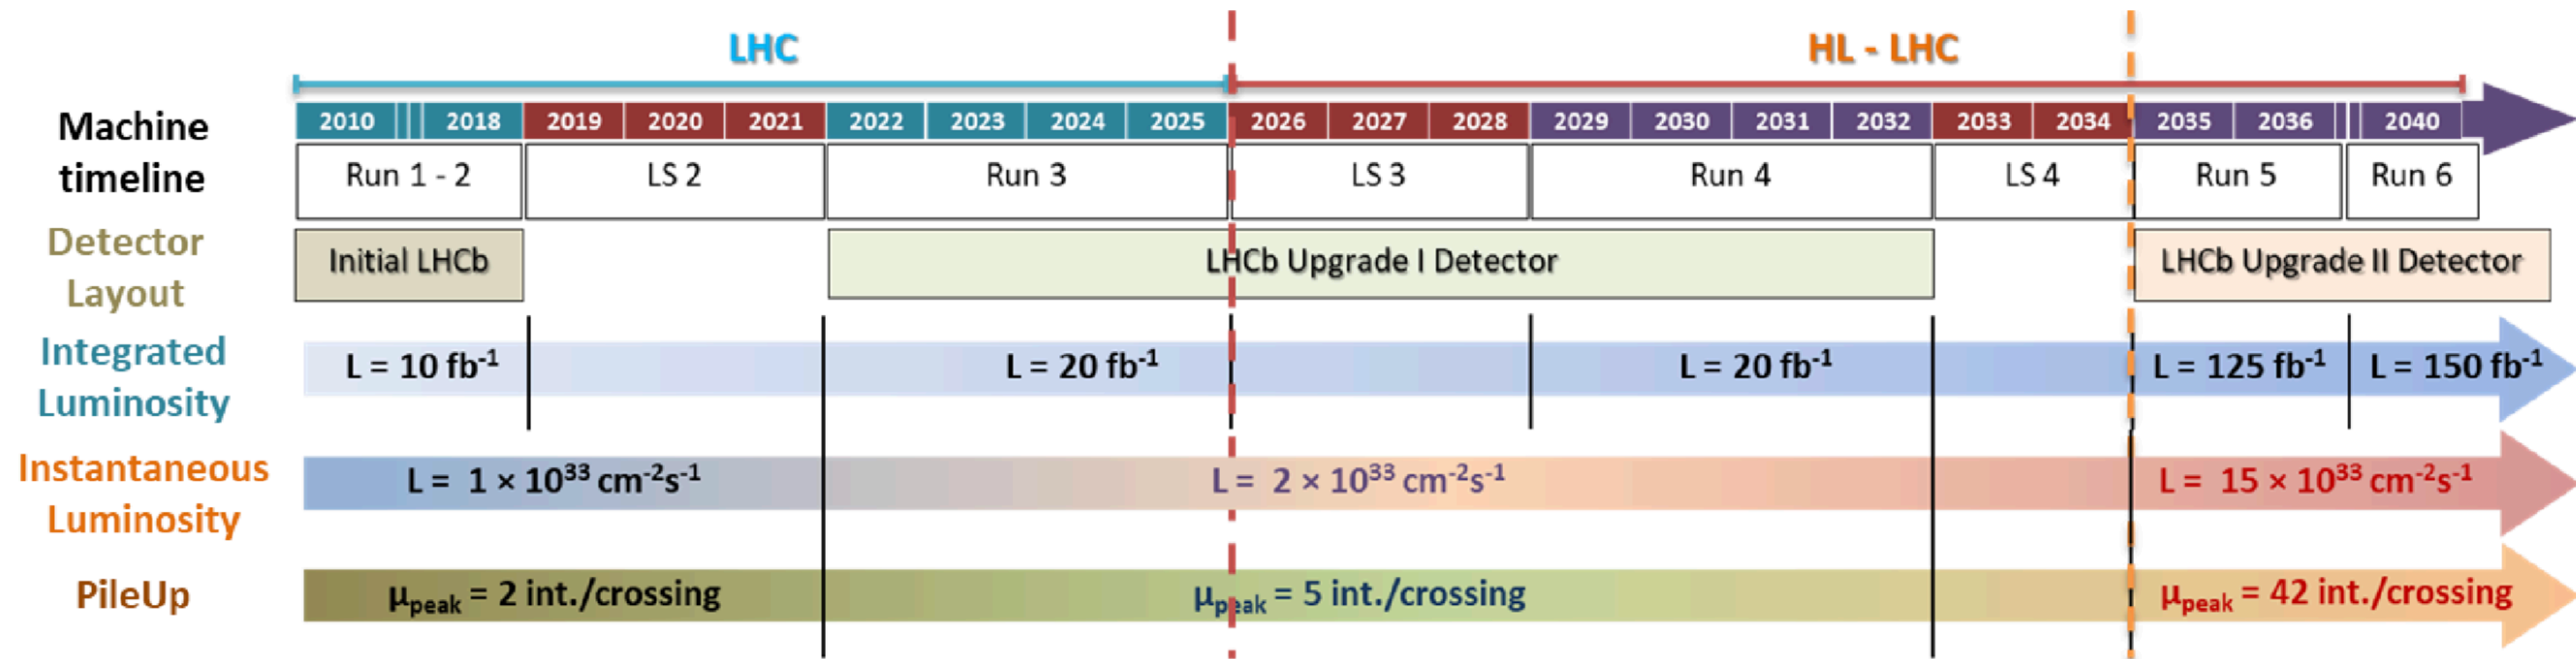 LHC
HL - LHC
Machine timeline
2010 2018 2019 2020 2021 2022 2023 2024 2025 2026 2027 2028 2029 2030 2031 2032 2033 2034 2035 2036 2040
Run 1 - 2 LS 2 Run 3 LS 3 Run 4 LS 4 Run 5 Run 6
Detector Layout
Initial LHCb LHCb Upgrade I Detector LHCb Upgrade II Detector
Integrated Luminosity
L = 10 fb⁻¹ L = 20 fb⁻¹ L = 20 fb⁻¹ L = 125 fb⁻¹ L = 150 fb⁻¹
Instantaneous Luminosity
L = 1 × 10³³ cm⁻²s⁻¹ L = 2 × 10³³ cm⁻²s⁻¹ L = 15 × 10³³ cm⁻²s⁻¹
PileUp
μpeak = 2 int./crossing μpeak = 5 int./crossing μpeak = 42 int./crossing